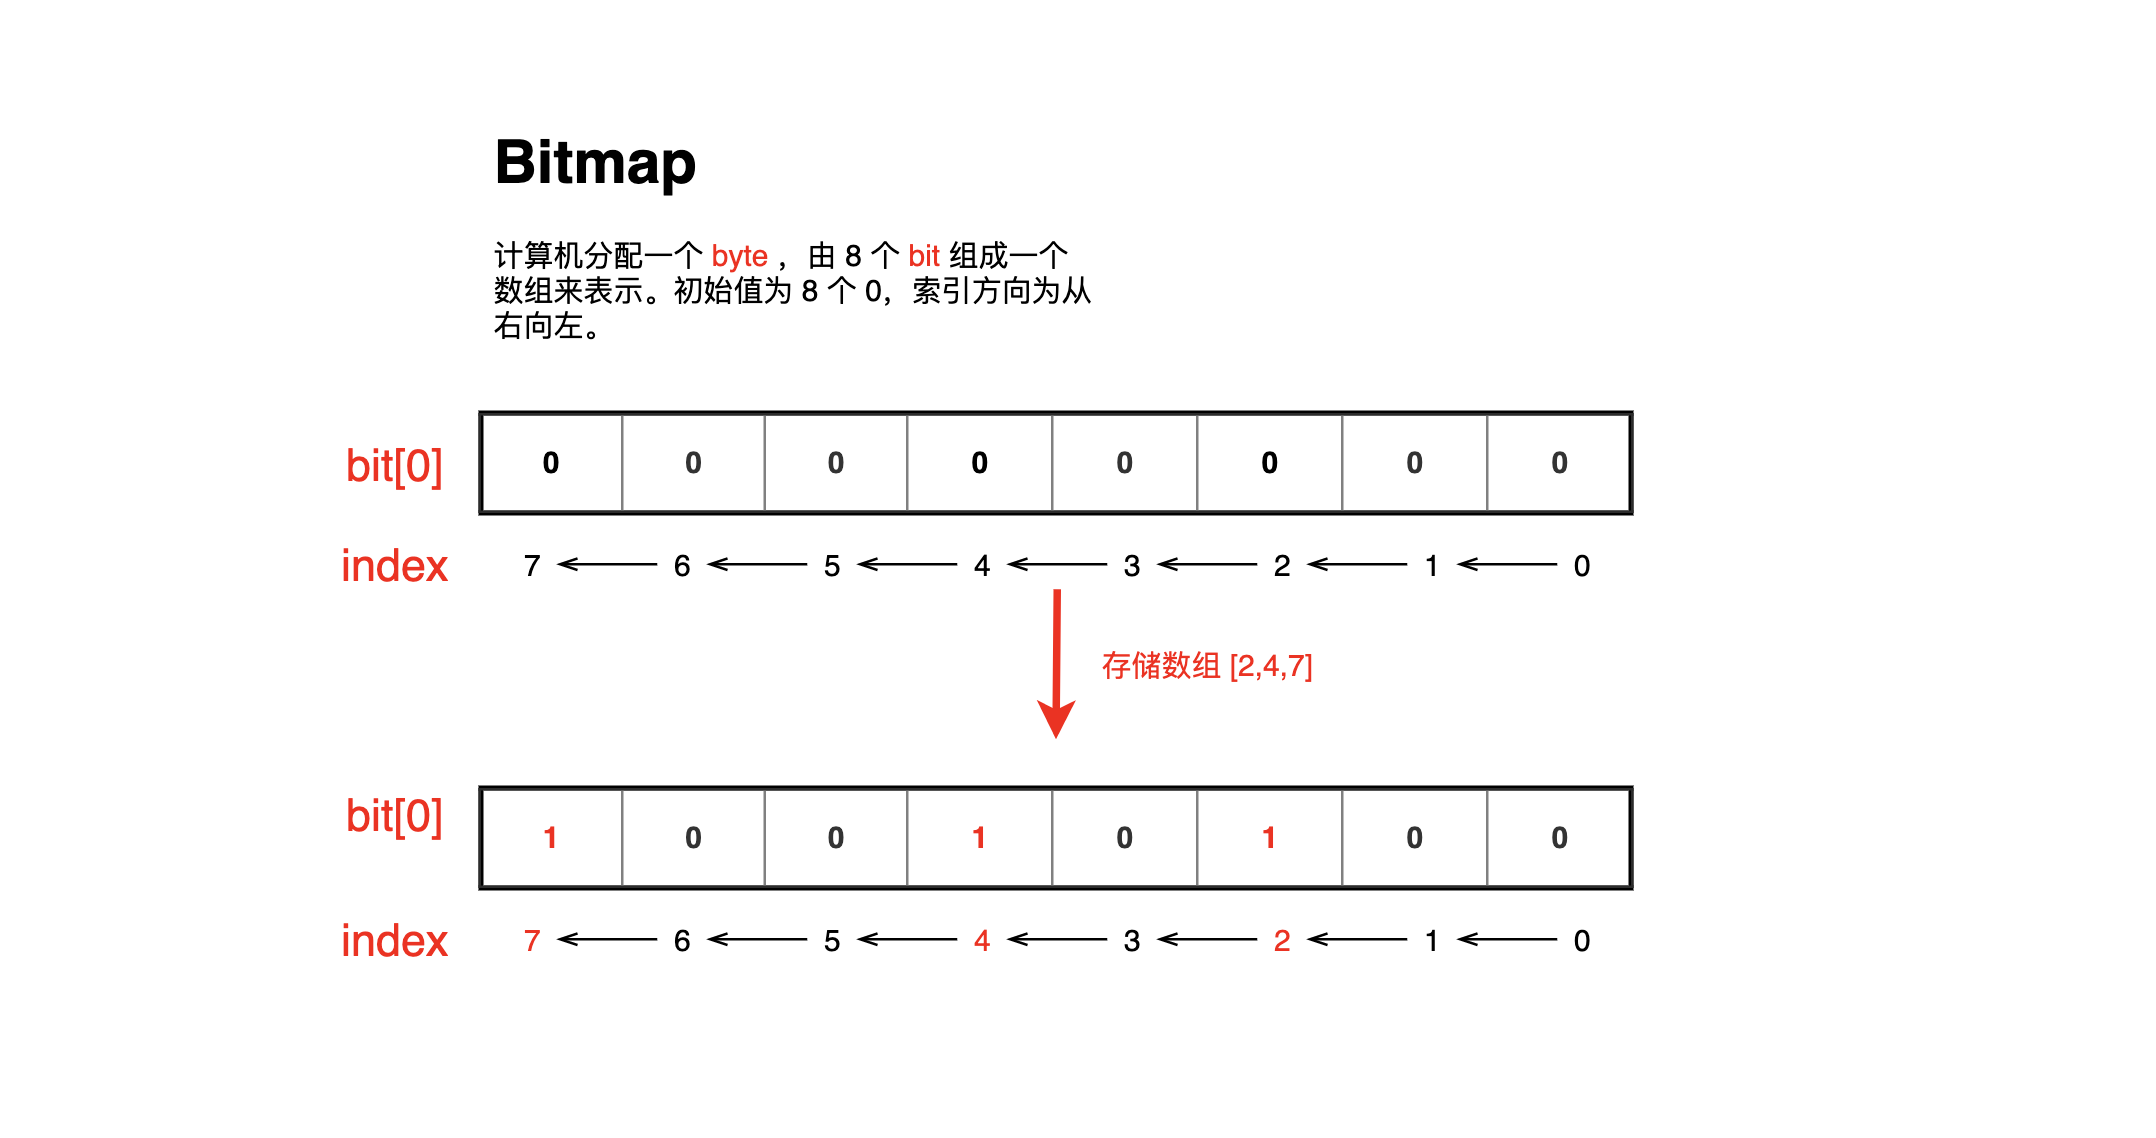 Bitmap
计算机分配一个 byte ，由 8 个 bit 组成一个
数组来表示。初始值为 8 个 0，索引方向为从
右向左。
bit[0] 0 0 0 0 0 0 0 0
index 7 6 5 4 3 2 1 0
存储数组 [2,4,7]
bit[0] 1 0 0 1 0 1 0 0
index 7 6 5 4 3 2 1 0